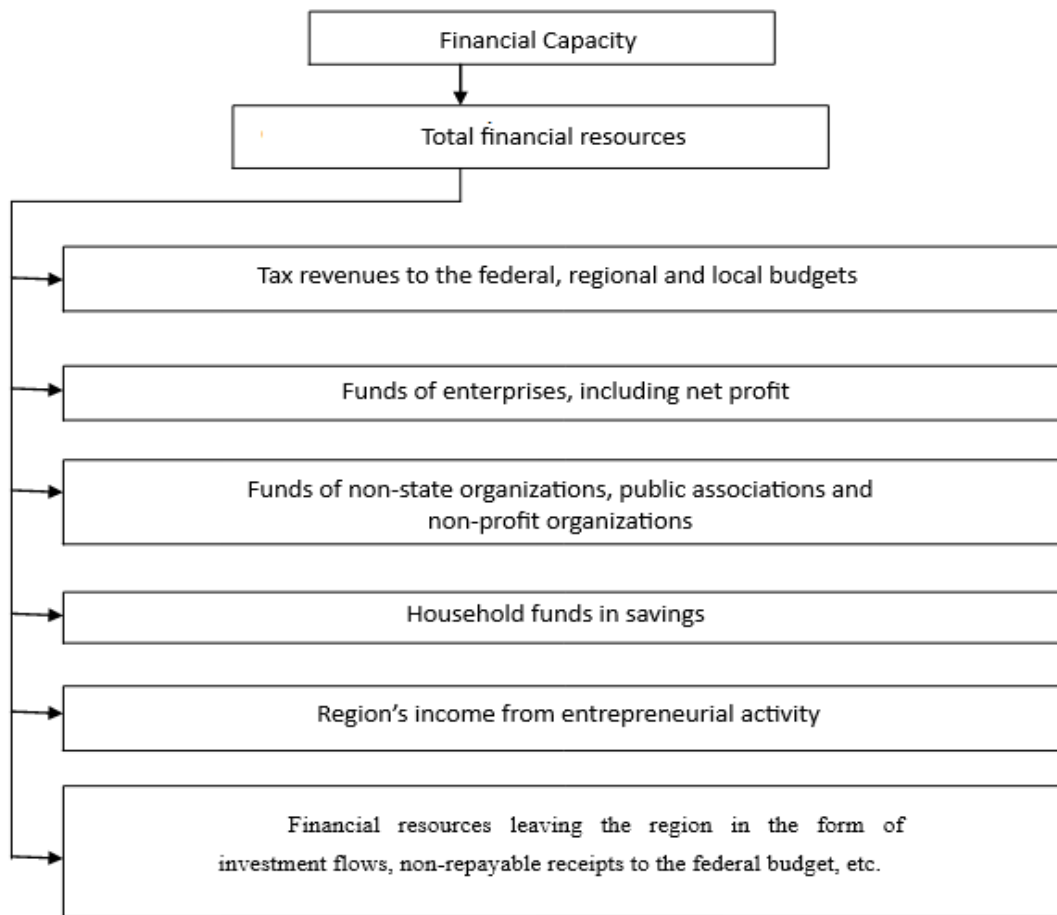 Financial Capacity
Total financial resources
Tax revenues to the federal, regional and local budgets
Funds of enterprises, including net profit
Funds of non-state organizations, public associations and
non-profit organizations
Household funds in savings
Region’s income from entrepreneurial activity
Financial resources leaving the region in the form of
investment flows, non-repayable receipts to the federal budget, etc.